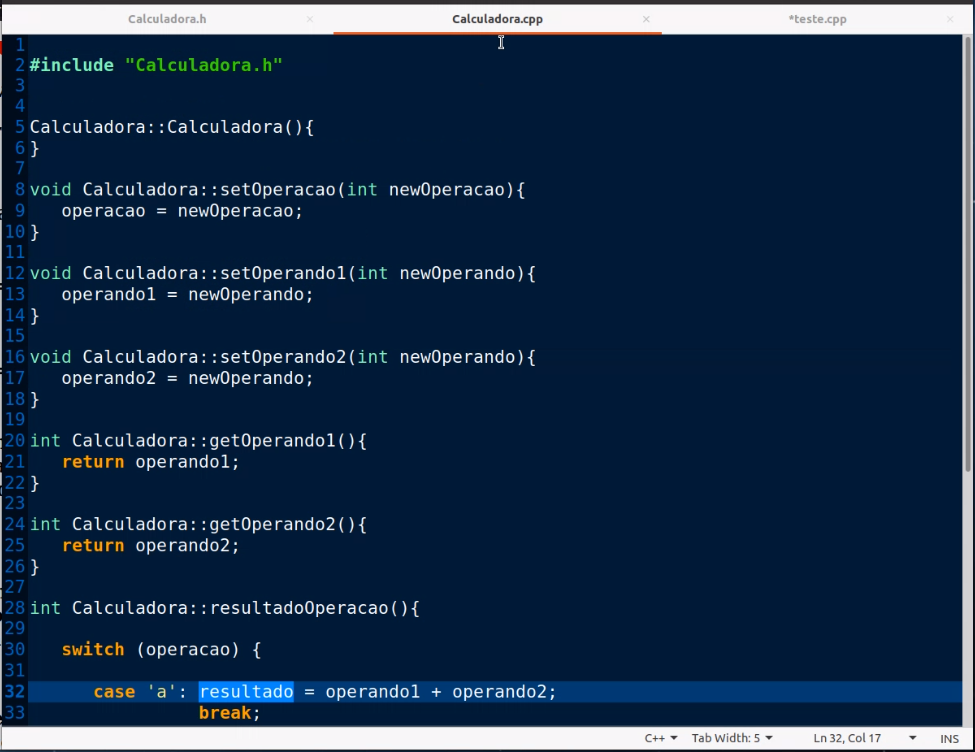 Calculadora.h × Calculadora.cpp × *teste.cpp ×
1
2 #include "Calculadora.h"
3
4
5 Calculadora::Calculadora(){
6 }
7
8 void Calculadora::setOperacao(int newOperacao){
9    operacao = newOperacao;
10 }
11
12 void Calculadora::setOperando1(int newOperando){
13    operando1 = newOperando;
14 }
15
16 void Calculadora::setOperando2(int newOperando){
17    operando2 = newOperando;
18 }
19
20 int Calculadora::getOperando1(){
21    return operando1;
22 }
23
24 int Calculadora::getOperando2(){
25    return operando2;
26 }
27
28 int Calculadora::resultadoOperacao(){
29
30    switch (operacao) {
31
32       case 'a': resultado = operando1 + operando2;
33                 break;
C++ Tab Width: 5 Ln 32, Col 17 INS